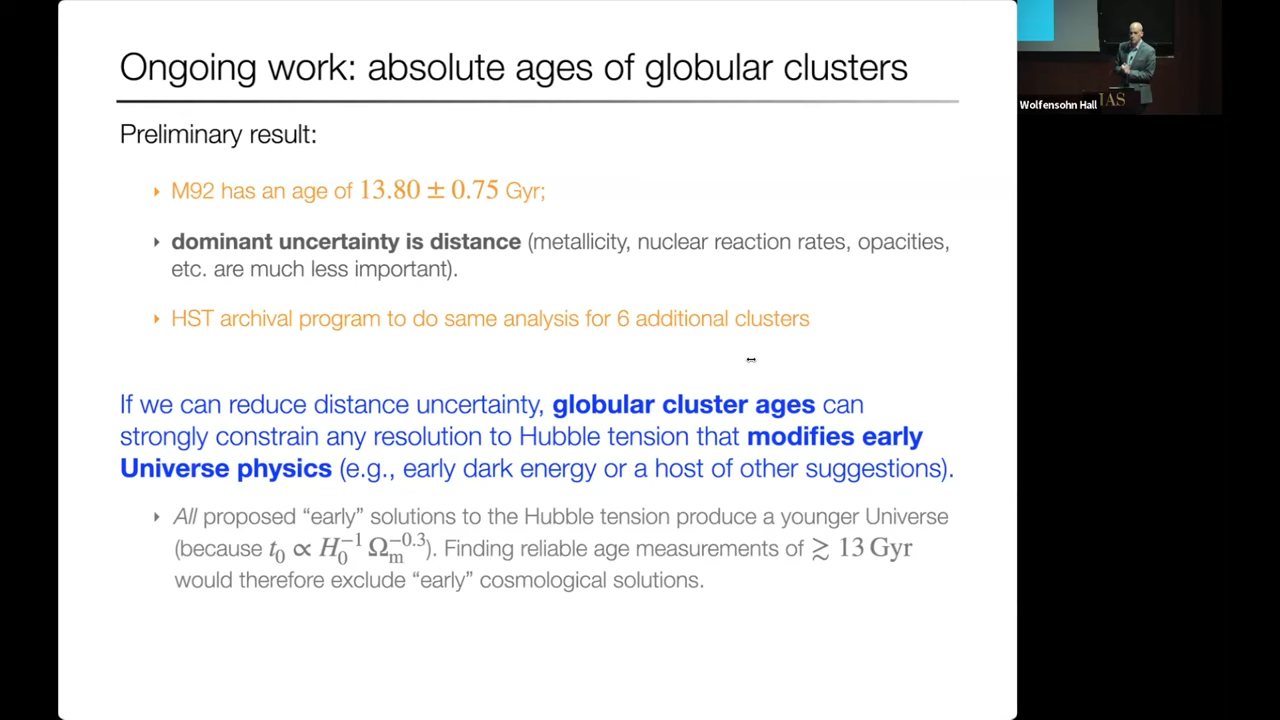 Ongoing work: absolute ages of globular clusters
Preliminary result:
‣ M92 has an age of 13.80 ± 0.75 Gyr;
‣ dominant uncertainty is distance (metallicity, nuclear reaction rates, opacities,
etc. are much less important).
‣ HST archival program to do same analysis for 6 additional clusters
If we can reduce distance uncertainty, globular cluster ages can
strongly constrain any resolution to Hubble tension that modifies early
Universe physics (e.g., early dark energy or a host of other suggestions).
‣ All proposed “early” solutions to the Hubble tension produce a younger Universe
(because t₀ ∝ H₀⁻¹ Ωₘ⁻⁰·³). Finding reliable age measurements of ≳ 13 Gyr
would therefore exclude “early” cosmological solutions.
Wolfensohn Hall
IAS